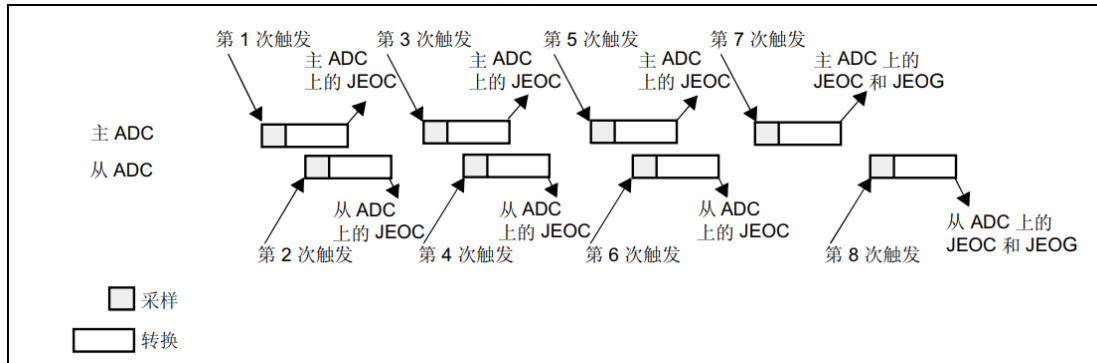 第 1 次触发
第 3 次触发
第 5 次触发
第 7 次触发
主 ADC
上的 JEOC
主 ADC
上的 JEOC
主 ADC
上的 JEOC
主 ADC 上的
JEOC 和 JEOG
主 ADC
从 ADC
从 ADC
上的 JEOC
从 ADC
上的 JEOC
从 ADC
上的 JEOC
从 ADC 上的
JEOC 和 JEOG
第 2 次触发
第 4 次触发
第 6 次触发
第 8 次触发
采样
转换